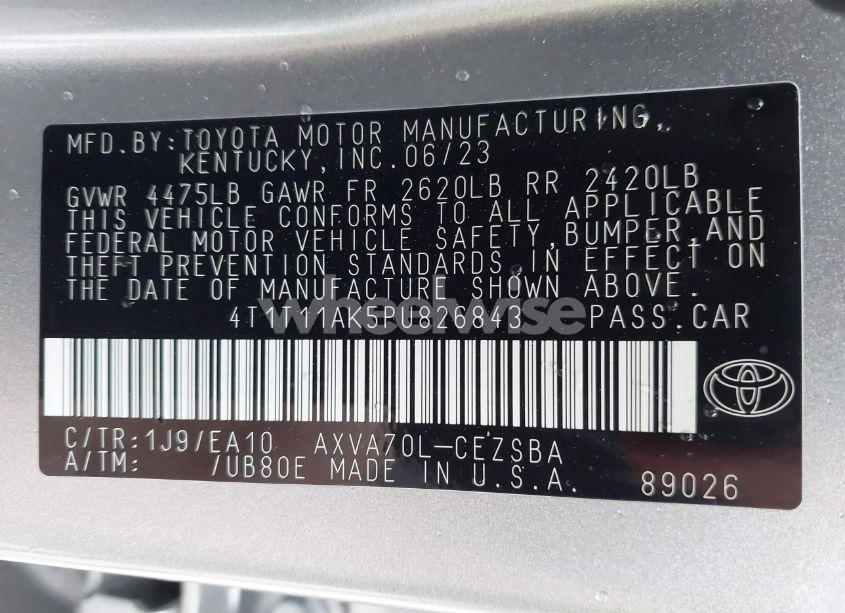 MFD.BY:TOYOTA MOTOR MANUFACTURING,
KENTUCKY,INC.06/23
GVWR 4475LB GAWR FR 2620LB RR 2420LB
THIS VEHICLE CONFORMS TO ALL APPLICABLE
FEDERAL MOTOR VEHICLE SAFETY,BUMPER,AND
THEFT PREVENTION STANDARDS IN EFFECT ON
THE DATE OF MANUFACTURE SHOWN ABOVE.
wheelwise
4T1T11AK5PU826843 PASS.CAR
C/TR:1J9/EA10 AXVA70L-CEZSBA
A/TM: /UB80E MADE IN U.S.A. 89026